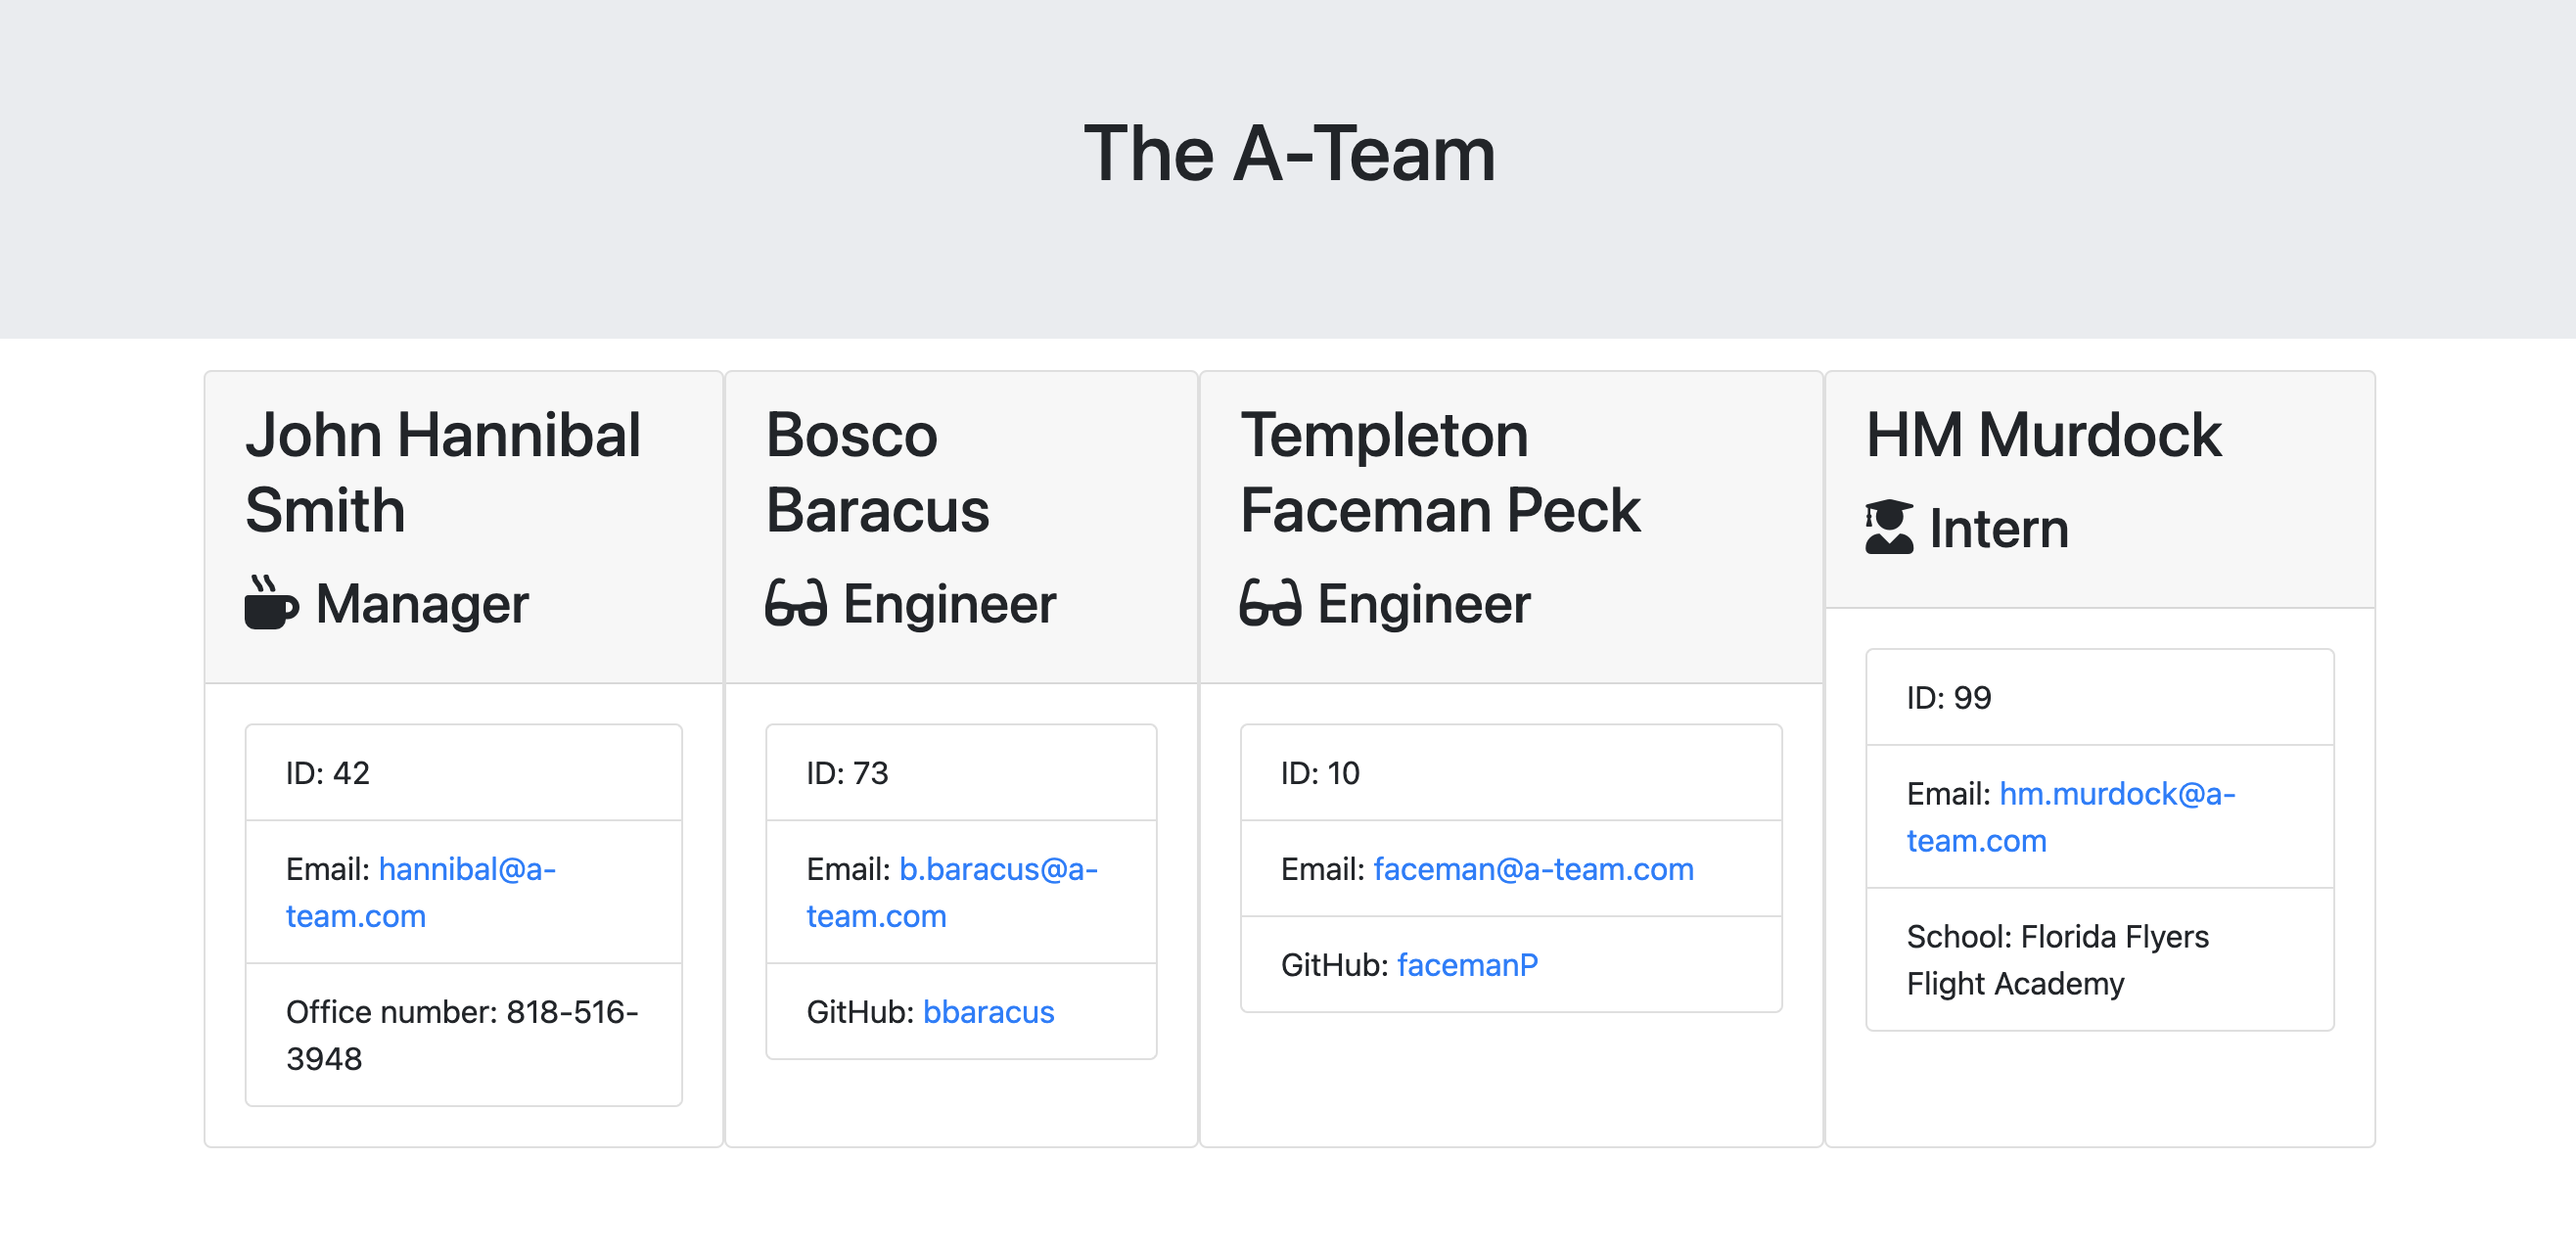 The A-Team
John Hannibal
Smith
Manager
ID: 42
Email: hannibal@a-
team.com
Office number: 818-516-
3948
Bosco
Baracus
Engineer
ID: 73
Email: b.baracus@a-
team.com
GitHub: bbaracus
Templeton
Faceman Peck
Engineer
ID: 10
Email: faceman@a-team.com
GitHub: facemanP
HM Murdock
Intern
ID: 99
Email: hm.murdock@a-
team.com
School: Florida Flyers
Flight Academy